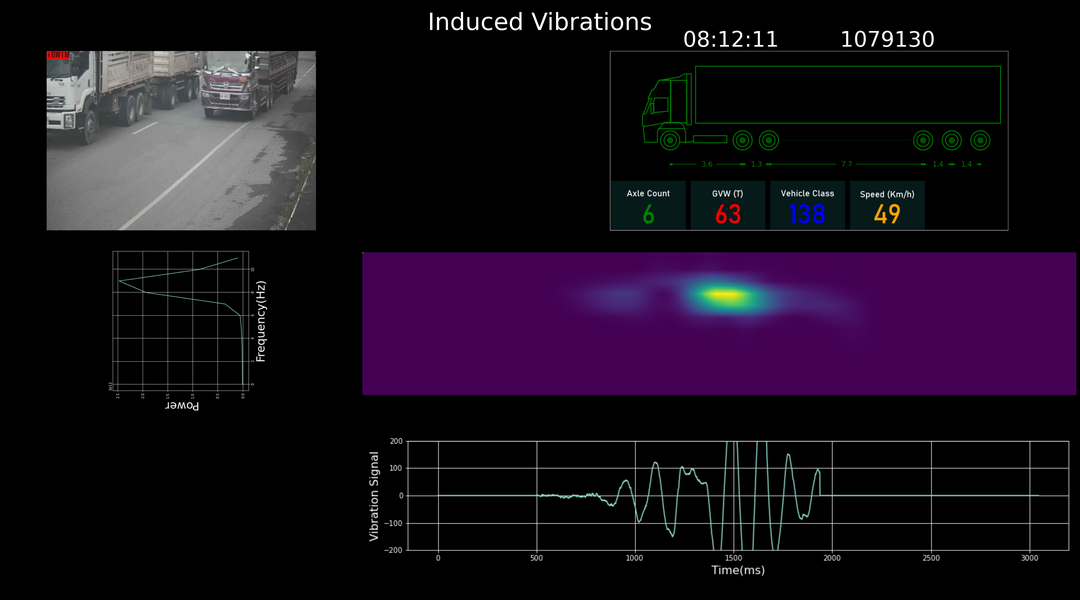 Induced Vibrations
08:12:11 1079130
3.6 1.3 7.7 1.4 1.4
Axle Count GVW (T) Vehicle Class Speed (Km/h)
6 63 138 49
Frequency(Hz)
Power
200
100
0
−100
−200
Vibration Signal
0 500 1000 1500 2000 2500 3000
Time(ms)